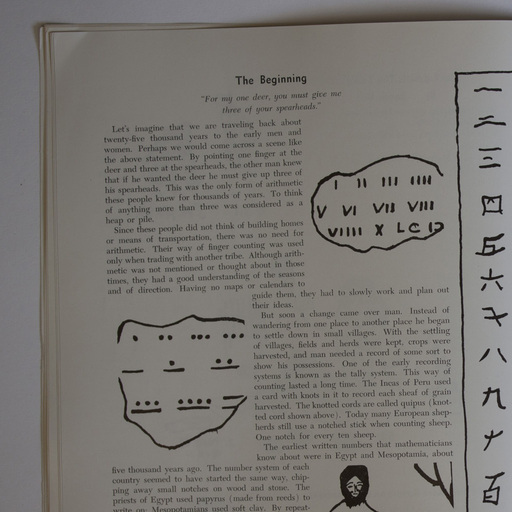 The Beginning
"For my one deer, you must give me
three of your spearheads."
Let's imagine that we are traveling back about
twenty-five thousand years to the early men and
women. Perhaps we would come across a scene like
the above statement. By pointing one finger at the
deer and three at the spearheads, the other man knew
that if he wanted the deer he must give up three of
his spearheads. This was the only form of arithmetic
these people knew for thousands of years. To think
of anything more than three was considered as a
heap or pile.
Since these people did not think of building homes
or means of transportation, there was no need for
arithmetic. Their way of finger counting was used
only when trading with another tribe. Although arith-
metic was not mentioned or thought about in those
times, they had a good understanding of the seasons
and of direction. Having no maps or calendars to
guide them, they had to slowly work and plan out
their ideas.
But soon a change came over man. Instead of
wandering from one place to another place he began
to settle down in small villages. With the settling
of villages, fields and herds were kept, crops were
harvested, and man needed a record of some sort to
show his possessions. One of the early recording
systems is known as the tally system. This way of
counting lasted a long time. The Incas of Peru used
a card with knots in it to record each sheaf of grain
harvested. The knotted cords are called quipus (knot-
ted cord shown above). Today many European shep-
herds still use a notched stick when counting sheep.
One notch for every ten sheep.
The earliest written numbers that mathematicians
know about were in Egypt and Mesopotamia, about
five thousand years ago. The number system of each
country seemed to have started the same way, chip-
ping away small notches on wood and stone. The
priests of Egypt used papyrus (made from reeds) to
write on. Mesopotamians used soft clay. By repeat-
I II III IIII
V VI VII VIII
VIIII X L C
一
二
三
四
五
六
七
八
九
十
百